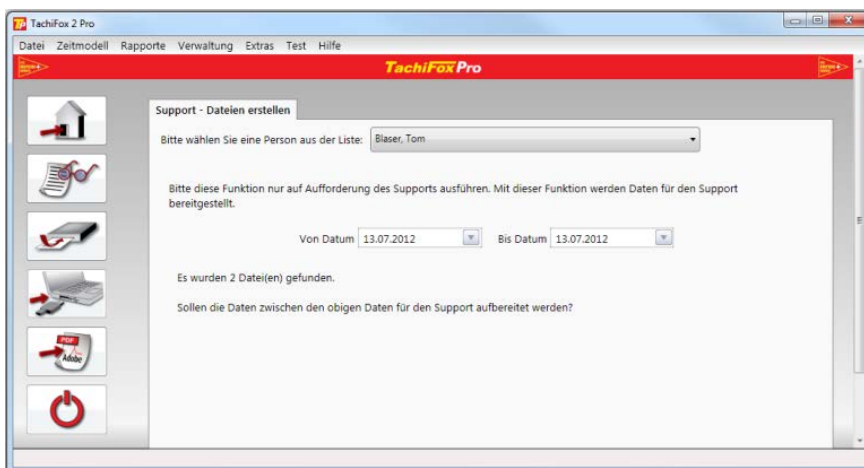 TachiFox 2 Pro
Datei Zeitmodell Rapporte Verwaltung Extras Test Hilfe
TachiFox Pro
Support - Dateien erstellen
Bitte wählen Sie eine Person aus der Liste: Blaser, Tom
Bitte diese Funktion nur auf Aufforderung des Supports ausführen. Mit dieser Funktion werden Daten für den Support
bereitgestellt.
Von Datum 13.07.2012 Bis Datum 13.07.2012
Es wurden 2 Datei(en) gefunden.
Sollen die Daten zwischen den obigen Daten für den Support aufbereitet werden?
PDF
Adobe